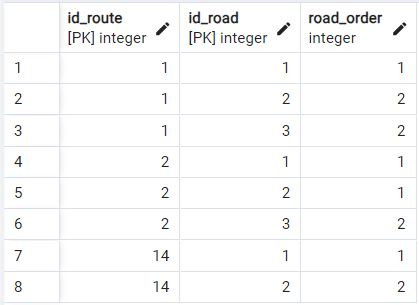 id_route id_road road_order
[PK] integer [PK] integer integer
1 1 1 1
2 1 2 2
3 1 3 2
4 2 1 1
5 2 2 1
6 2 3 2
7 14 1 1
8 14 2 2